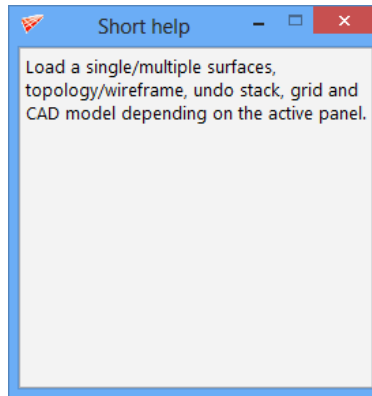 Short help
Load a single/multiple surfaces,
topology/wireframe, undo stack, grid and
CAD model depending on the active panel.